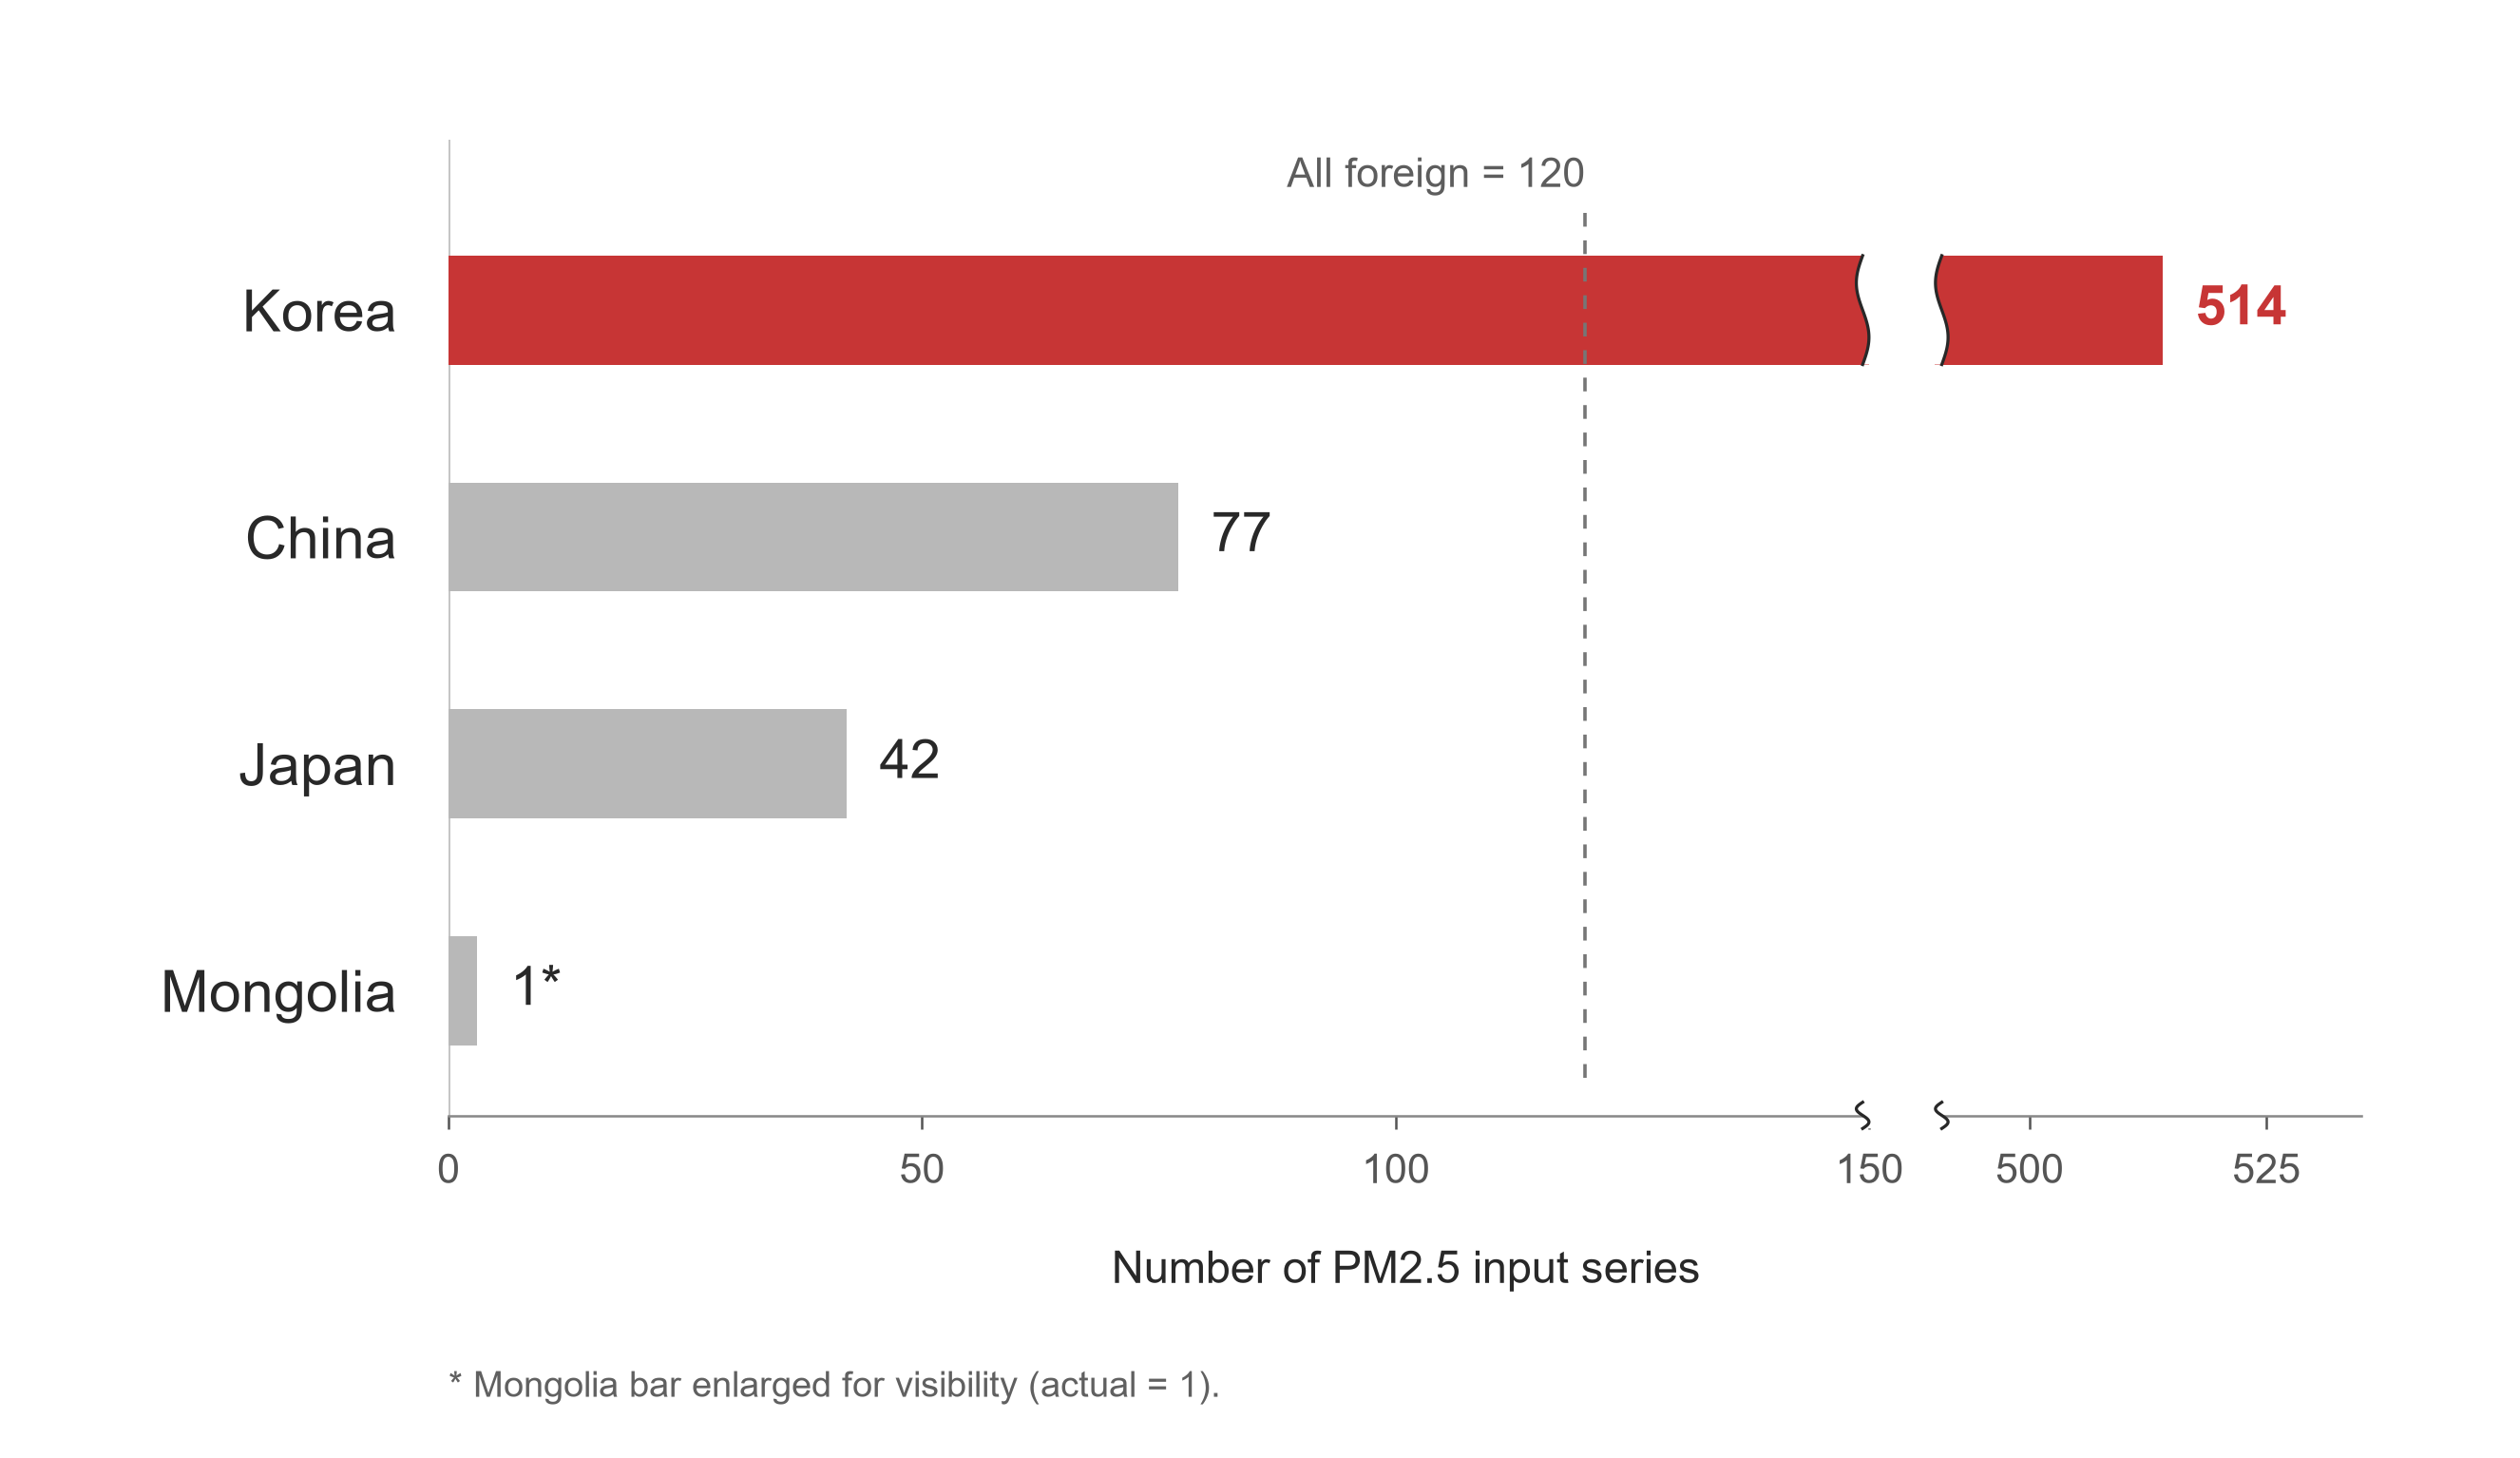 All foreign = 120
Korea
514
China
77
Japan
42
Mongolia
1*
0
50
100
150
500
525
Number of PM2.5 input series
* Mongolia bar enlarged for visibility (actual = 1).